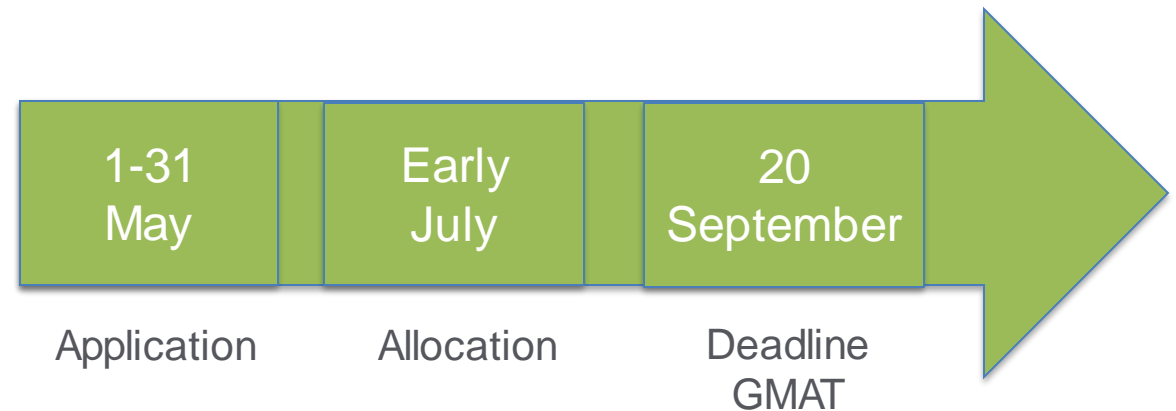 1-31
May
Early
July
20
September
Application
Allocation
Deadline
GMAT